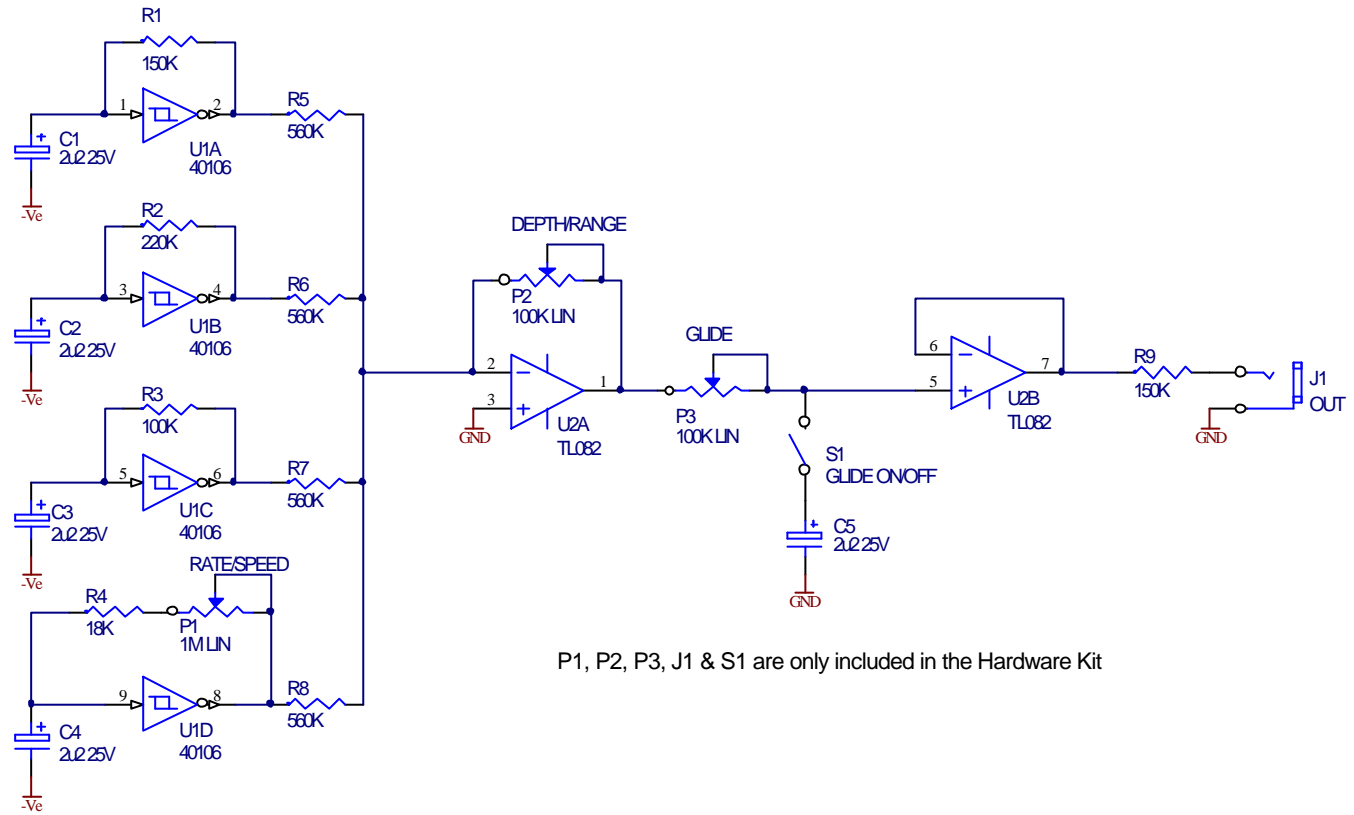 R1
150K
1
2
C1
2u2 25V
U1A
40106
-Ve
R5
560K
R2
220K
3
4
C2
2u2 25V
U1B
40106
-Ve
R6
560K
R3
100K
5
6
C3
2u2 25V
U1C
40106
-Ve
R7
560K
RATE/SPEED
R4
18K
P1
1M LIN
9
8
C4
2u2 25V
U1D
40106
-Ve
R8
560K
DEPTH/RANGE
P2
100K LIN
2
3
1
GND
U2A
TL082
GLIDE
P3
100K LIN
S1
GLIDE ON/OFF
C5
2u2 25V
GND
6
5
7
U2B
TL082
R9
150K
J1
OUT
GND
P1, P2, P3, J1 & S1 are only included in the Hardware Kit